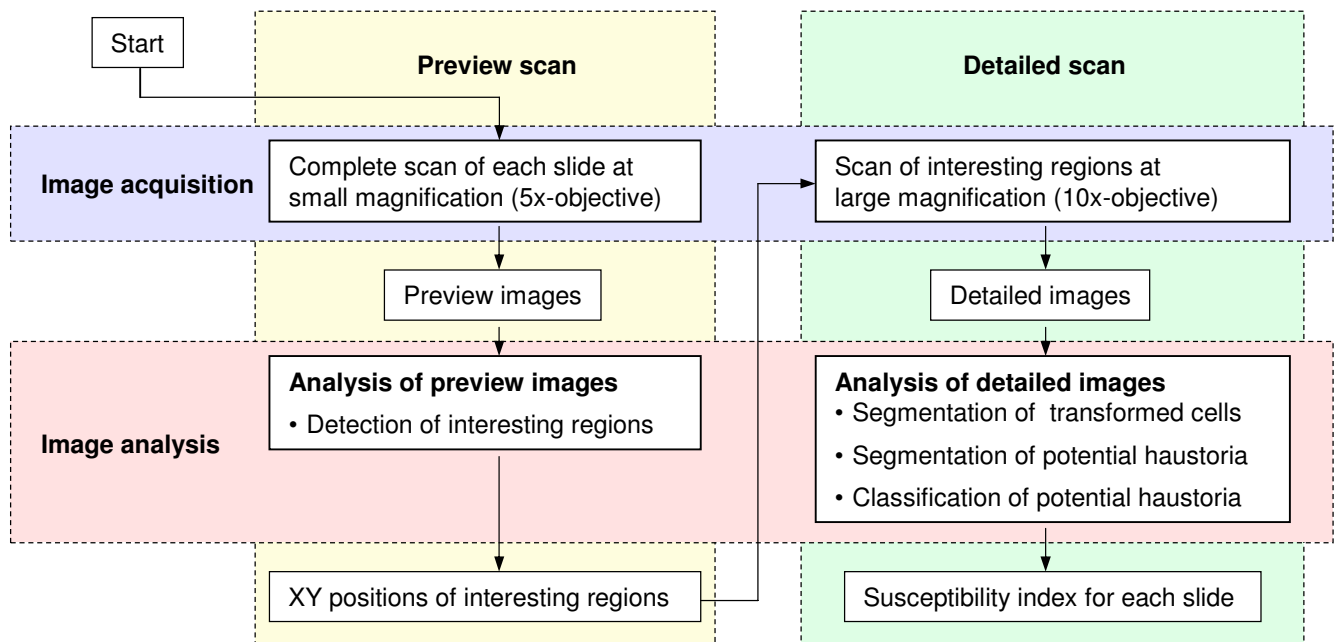 Start
Preview scan
Detailed scan
Image acquisition
Complete scan of each slide at
small magnification (5x-objective)
Scan of interesting regions at
large magnification (10x-objective)
Preview images
Detailed images
Image analysis
Analysis of preview images
• Detection of interesting regions
Analysis of detailed images
• Segmentation of transformed cells
• Segmentation of potential haustoria
• Classification of potential haustoria
XY positions of interesting regions
Susceptibility index for each slide